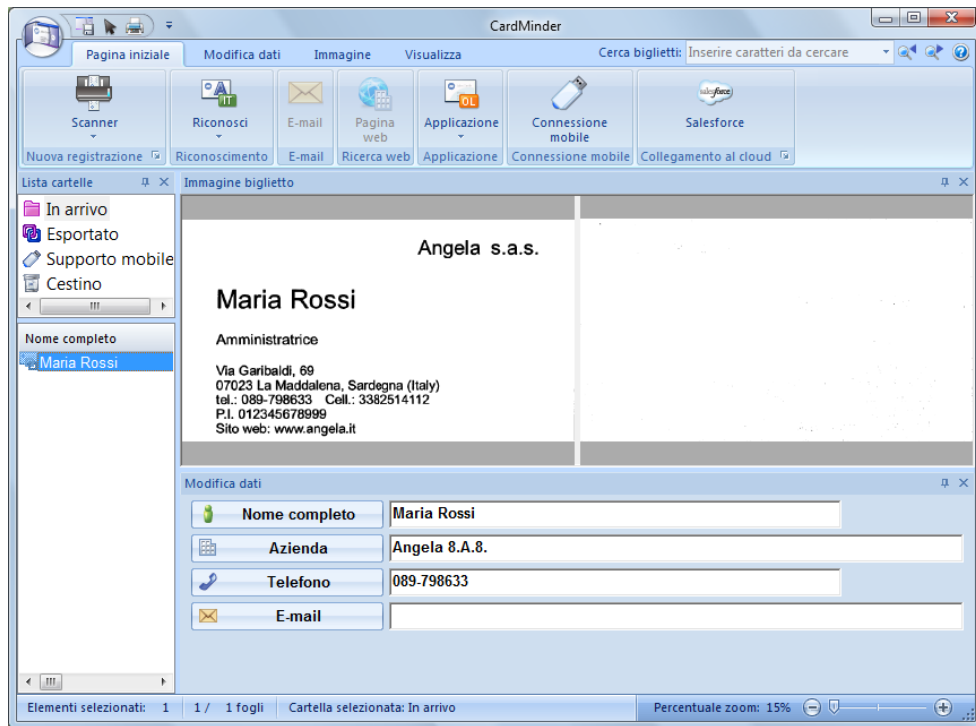 CardMinder
Pagina iniziale Modifica dati Immagine Visualizza Cerca biglietti: Inserire caratteri da cercare
Scanner Riconosci E-mail Pagina web Applicazione Connessione mobile Salesforce
Nuova registrazione Riconoscimento E-mail Ricerca web Applicazione Connessione mobile Collegamento al cloud
Lista cartelle
In arrivo
Esportato
Supporto mobile
Cestino
Nome completo
Maria Rossi
Immagine biglietto
Angela s.a.s.
Maria Rossi
Amministratrice
Via Garibaldi, 69
07023 La Maddalena, Sardegna (Italy)
tel.: 089-798633 Cell.: 3382514112
P.I. 012345678999
Sito web: www.angela.it
Modifica dati
Nome completo Maria Rossi
Azienda Angela 8.A.8.
Telefono 089-798633
E-mail
Elementi selezionati: 1 1 / 1 fogli Cartella selezionata: In arrivo Percentuale zoom: 15%